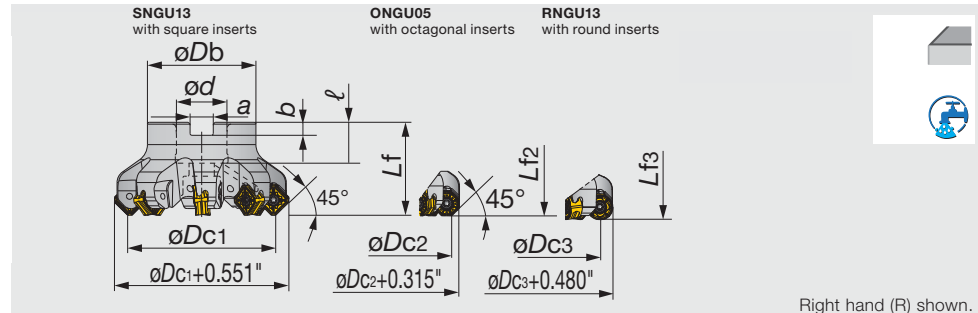 SNGU13
with square inserts
ONGU05
with octagonal inserts
RNGU13
with round inserts
øDb
ød
a
b
ℓ
Lf
Lf2
Lf3
45°
45°
øDc1
øDc2
øDc3
øDc1+0.551"
øDc2+0.315"
øDc3+0.480"
Right hand (R) shown.